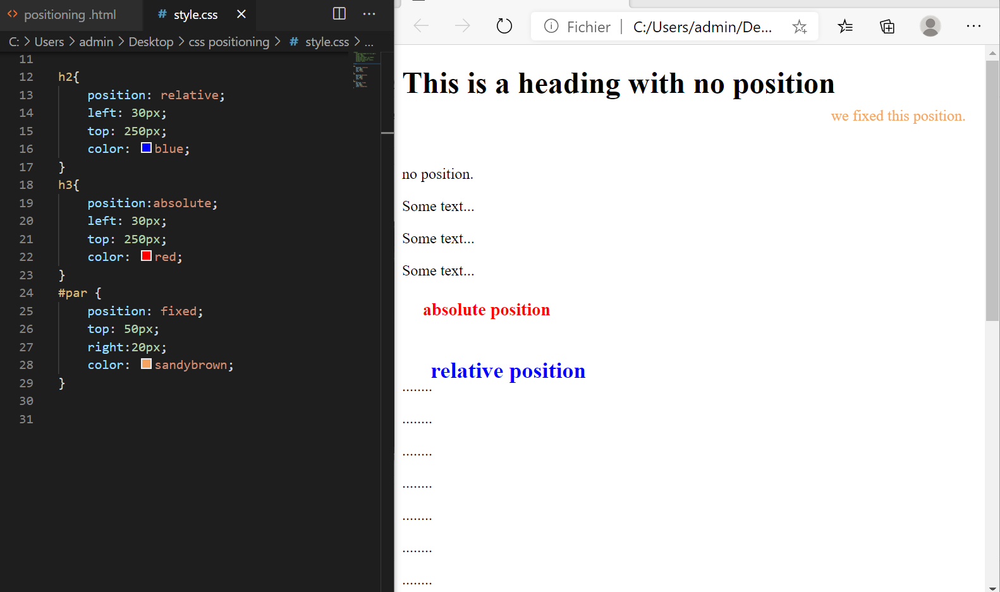 <> positioning .html
# style.css ×
...
C: > Users > admin > Desktop > css positioning > # style.css > ...
11
12 h2{
13 position: relative;
14 left: 30px;
15 top: 250px;
16 color: blue;
17 }
18 h3{
19 position:absolute;
20 left: 30px;
21 top: 250px;
22 color: red;
23 }
24 #par {
25 position: fixed;
26 top: 50px;
27 right:20px;
28 color: sandybrown;
29 }
30
31
Fichier | C:/Users/admin/De...
This is a heading with no position
we fixed this position.
no position.
Some text...
Some text...
Some text...
absolute position
relative position
........
........
........
........
........
........
........